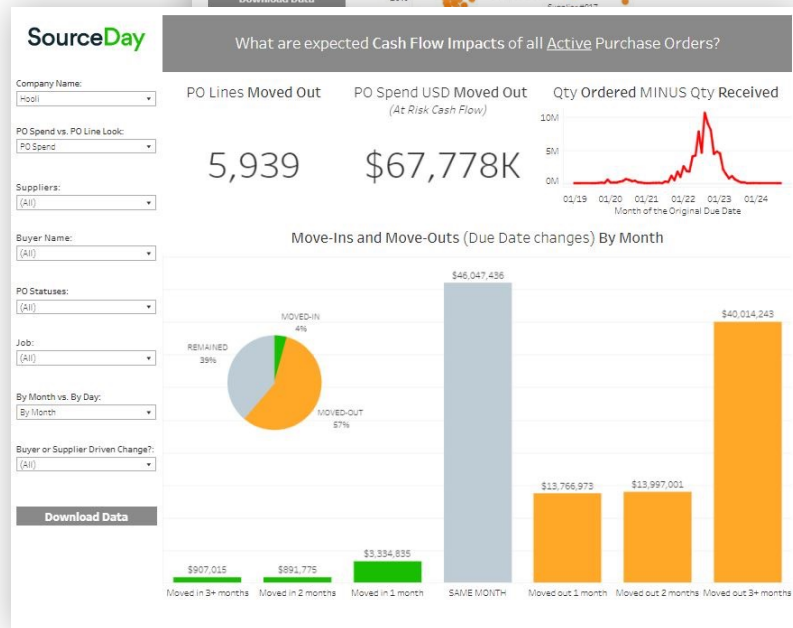 Download Data
SourceDay
What are expected Cash Flow Impacts of all Active Purchase Orders?
Company Name:
Hooli
PO Spend vs. PO Line Look:
PO Spend
Suppliers:
(All)
Buyer Name:
(All)
PO Statuses:
(All)
Job:
(All)
By Month vs. By Day:
By Month
Buyer or Supplier Driven Change?:
(All)
Download Data
PO Lines Moved Out
5,939
PO Spend USD Moved Out
(At Risk Cash Flow)
$67,778K
Qty Ordered MINUS Qty Received
10M
5M
0M
01/19 01/20 01/21 01/22 01/23 01/24
Month of the Original Due Date
Move-Ins and Move-Outs (Due Date changes) By Month
MOVED-IN
4%
REMAINED
39%
MOVED-OUT
57%
$907,015
$891,775
$3,334,835
$46,047,436
$13,766,973
$13,997,001
$40,014,243
Moved in 3+ months Moved in 2 months Moved in 1 month SAME MONTH Moved out 1 month Moved out 2 months Moved out 3+ months